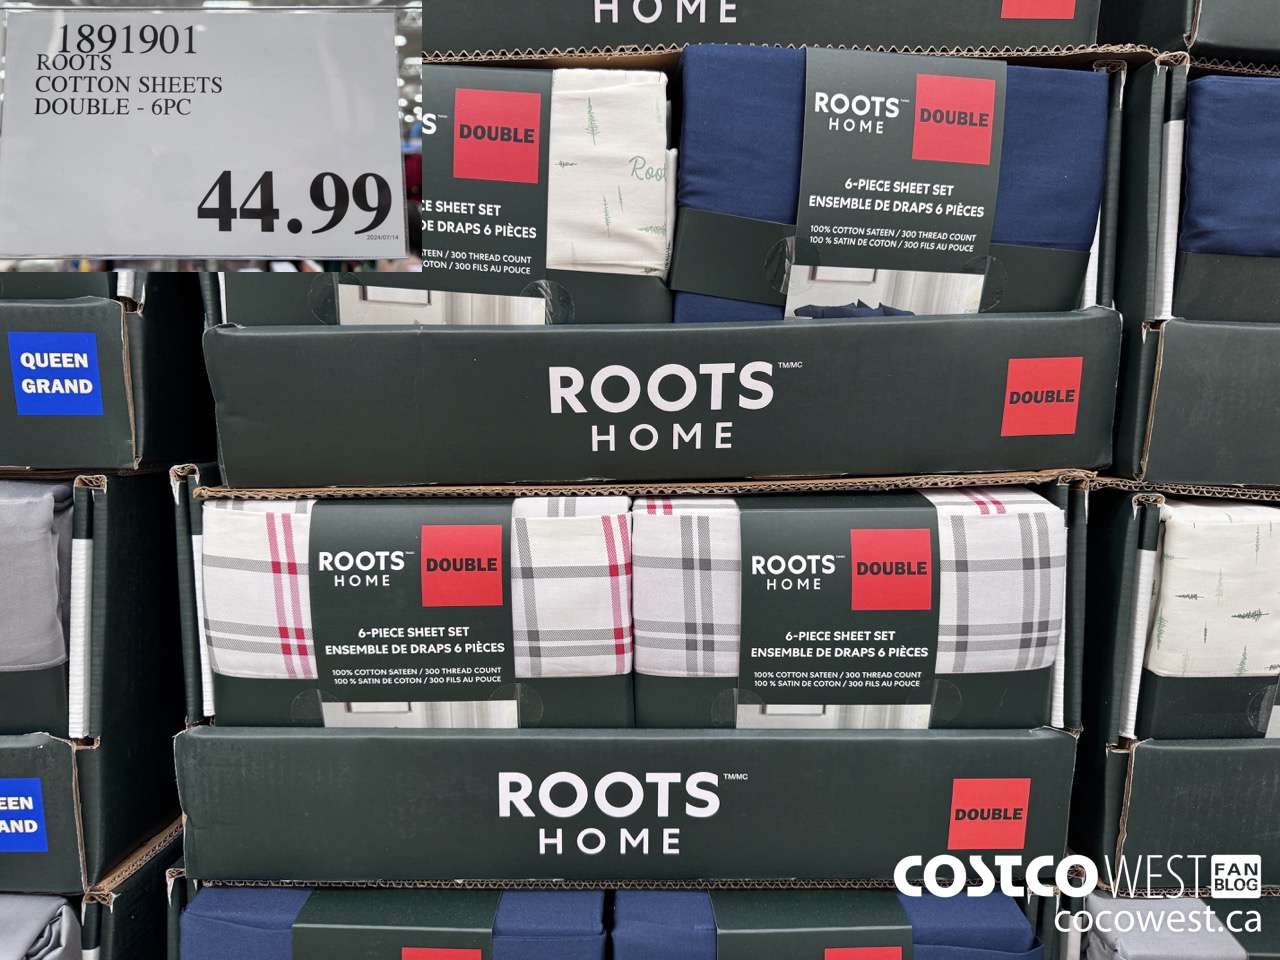 1891901
ROOTS
COTTON SHEETS
DOUBLE - 6PC
44.99
2024/07/14
HOME
S
DOUBLE
E SHEET SET
DE DRAPS 6 PIÈCES
TEEN / 300 THREAD COUNT
OTON / 300 FILS AU POUCE
Roo
ROOTS
HOME
DOUBLE
6-PIECE SHEET SET
ENSEMBLE DE DRAPS 6 PIÈCES
100% COTTON SATEEN / 300 THREAD COUNT
100 % SATIN DE COTON / 300 FILS AU POUCE
QUEEN
GRAND
ROOTS TM/MC
HOME
DOUBLE
ROOTS
HOME
DOUBLE
6-PIECE SHEET SET
ENSEMBLE DE DRAPS 6 PIÈCES
100% COTTON SATEEN / 300 THREAD COUNT
100 % SATIN DE COTON / 300 FILS AU POUCE
ROOTS
HOME
DOUBLE
6-PIECE SHEET SET
ENSEMBLE DE DRAPS 6 PIÈCES
100% COTTON SATEEN / 300 THREAD COUNT
100 % SATIN DE COTON / 300 FILS AU POUCE
EEN
AND
ROOTS TM/MC
HOME
DOUBLE
COSTCO WEST FAN BLOG
cocowest.ca